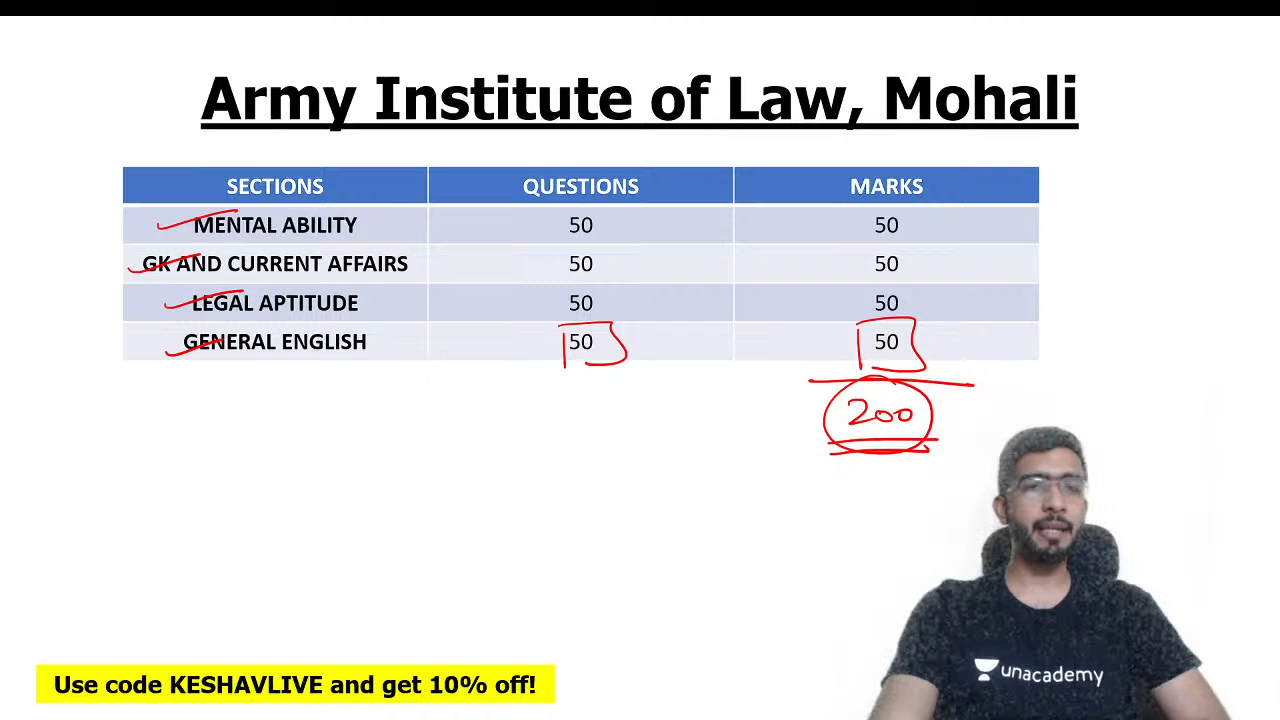 Army Institute of Law, Mohali
SECTIONS QUESTIONS MARKS
MENTAL ABILITY 50 50
GK AND CURRENT AFFAIRS 50 50
LEGAL APTITUDE 50 50
GENERAL ENGLISH 50 50
200
unacademy
Use code KESHAVLIVE and get 10% off!